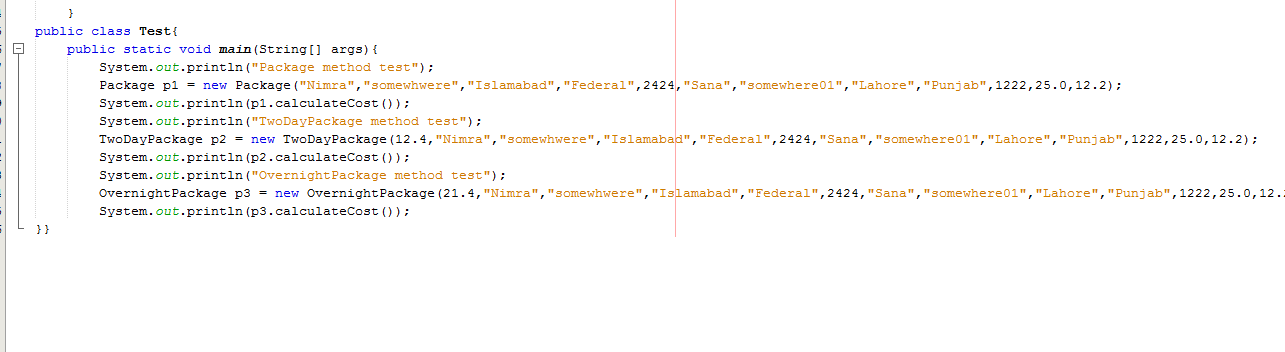 }
public class Test{
public static void main(String[] args){
System.out.println("Package method test");
Package p1 = new Package("Nimra","somewhwere","Islamabad","Federal",2424,"Sana","somewhere01","Lahore","Punjab",1222,25.0,12.2);
System.out.println(p1.calculateCost());
System.out.println("TwoDayPackage method test");
TwoDayPackage p2 = new TwoDayPackage(12.4,"Nimra","somewhwere","Islamabad","Federal",2424,"Sana","somewhere01","Lahore","Punjab",1222,25.0,12.2);
System.out.println(p2.calculateCost());
System.out.println("OvernightPackage method test");
OvernightPackage p3 = new OvernightPackage(21.4,"Nimra","somewhwere","Islamabad","Federal",2424,"Sana","somewhere01","Lahore","Punjab",1222,25.0,12.
System.out.println(p3.calculateCost());
}}